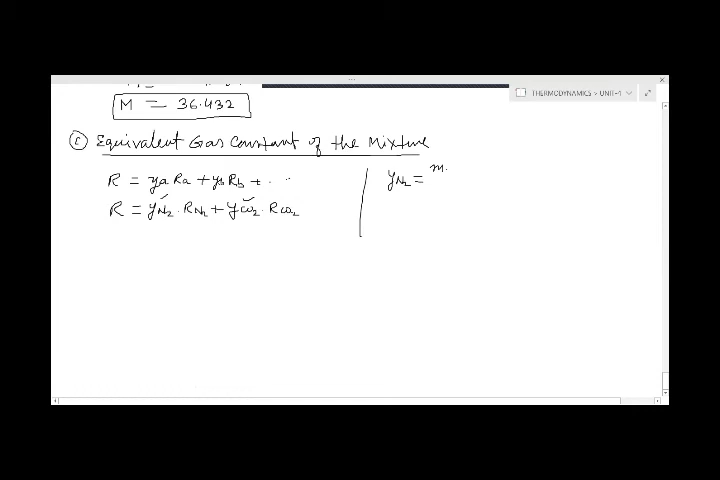 THERMODYNAMICS > UNIT-4
M = 36.432
(c) Equivalent Gas Constant of the Mixture
R = ya Ra + yb Rb + ...
R = yN2 . RN2 + yCO2 . RCO2
yN2 = m.